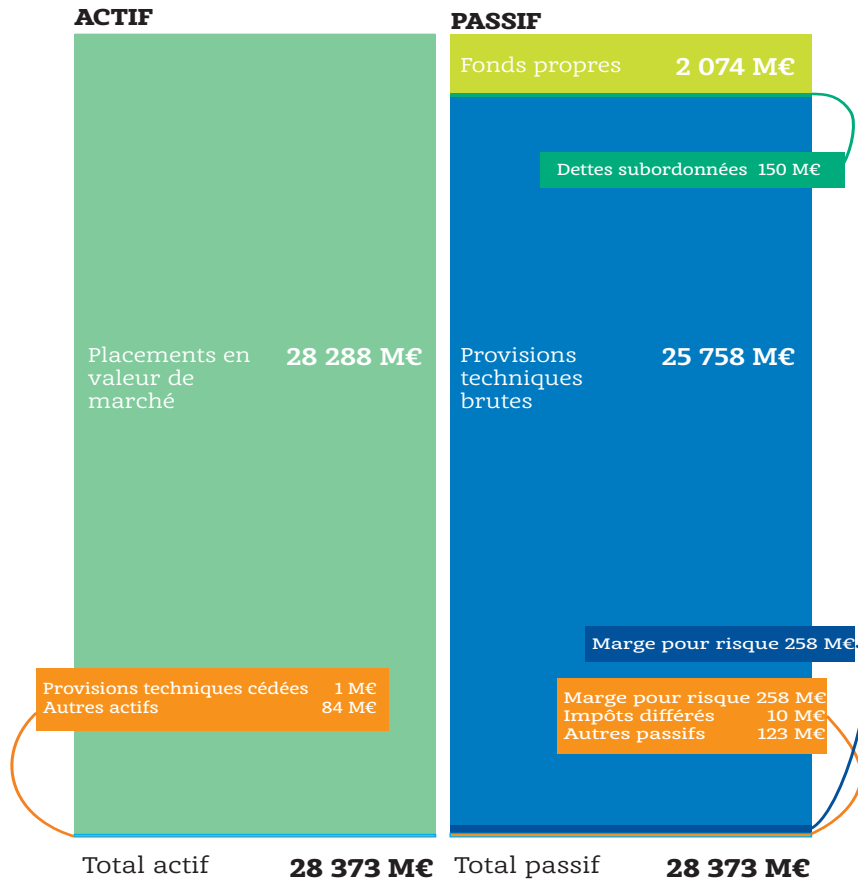 ACTIF
Placements en
valeur de
marché
28 288 M€
Provisions techniques cédées 1 M€
Autres actifs 84 M€
Total actif 28 373 M€
PASSIF
Fonds propres 2 074 M€
Dettes subordonnées 150 M€
Provisions
techniques
brutes
25 758 M€
Marge pour risque 258 M€
Marge pour risque 258 M€
Impôts différés 10 M€
Autres passifs 123 M€
Total passif 28 373 M€